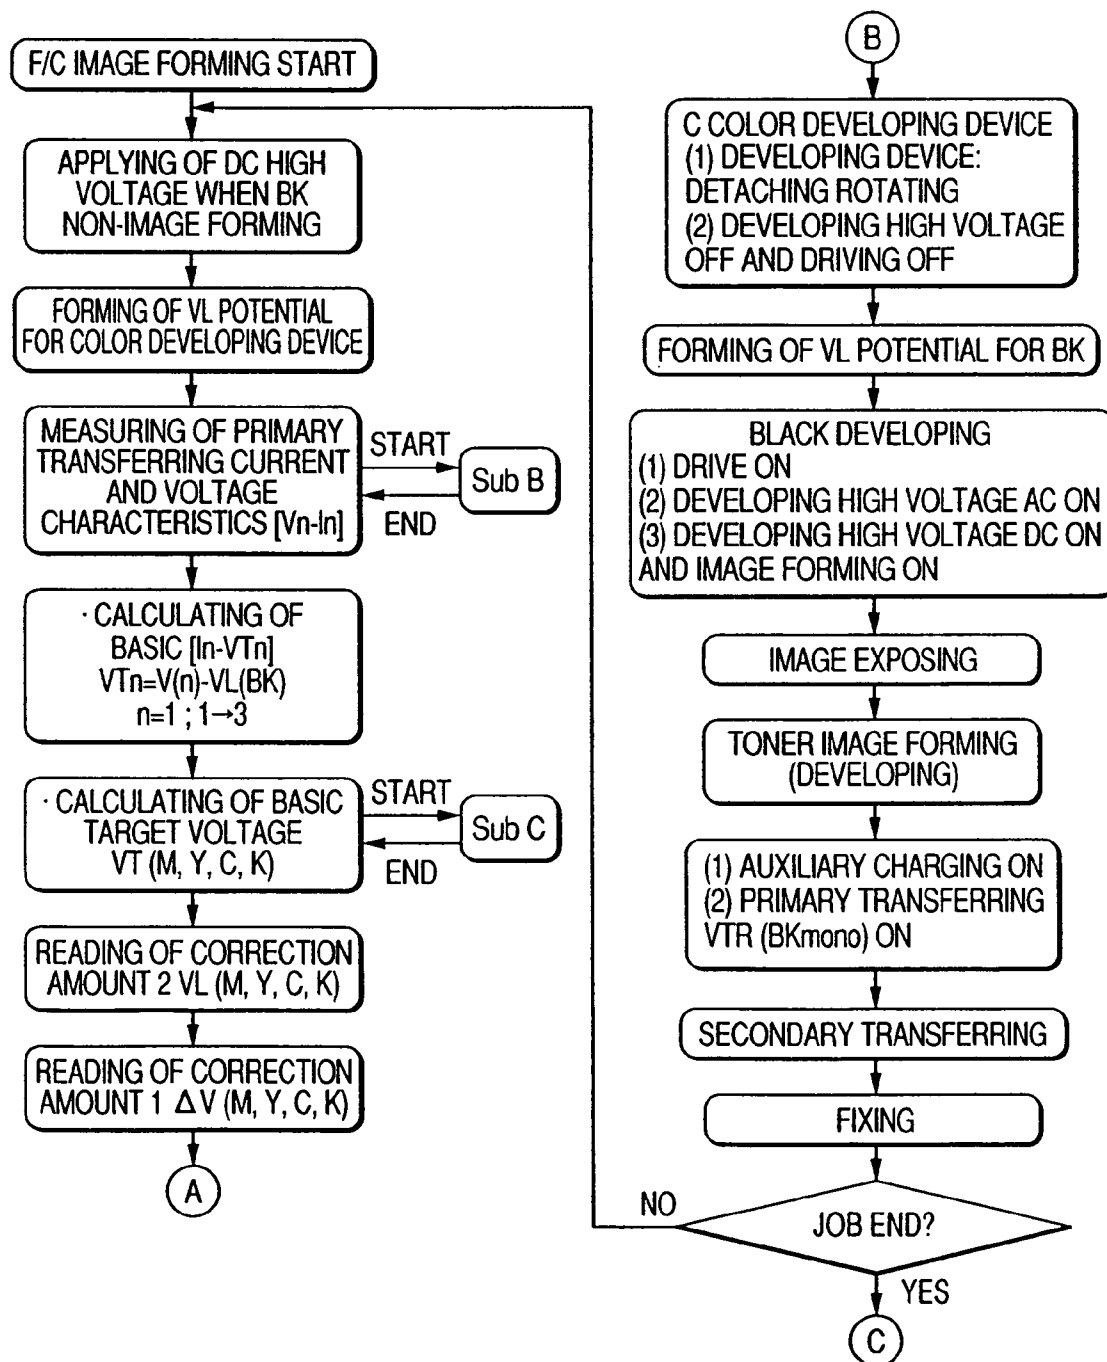 F/C IMAGE FORMING START
APPLYING OF DC HIGH
VOLTAGE WHEN BK
NON-IMAGE FORMING
FORMING OF VL POTENTIAL
FOR COLOR DEVELOPING DEVICE
MEASURING OF PRIMARY
TRANSFERRING CURRENT
AND VOLTAGE
CHARACTERISTICS [Vn-In]
START
Sub B
END
· CALCULATING OF
BASIC [In-VTn]
VTn=V(n)-VL(BK)
n=1 ; 1→3
· CALCULATING OF BASIC
TARGET VOLTAGE
VT (M, Y, C, K)
START
Sub C
END
READING OF CORRECTION
AMOUNT 2 VL (M, Y, C, K)
READING OF CORRECTION
AMOUNT 1 ΔV (M, Y, C, K)
A
B
C COLOR DEVELOPING DEVICE
(1) DEVELOPING DEVICE:
DETACHING ROTATING
(2) DEVELOPING HIGH VOLTAGE
OFF AND DRIVING OFF
FORMING OF VL POTENTIAL FOR BK
BLACK DEVELOPING
(1) DRIVE ON
(2) DEVELOPING HIGH VOLTAGE AC ON
(3) DEVELOPING HIGH VOLTAGE DC ON
AND IMAGE FORMING ON
IMAGE EXPOSING
TONER IMAGE FORMING
(DEVELOPING)
(1) AUXILIARY CHARGING ON
(2) PRIMARY TRANSFERRING
VTR (BKmono) ON
SECONDARY TRANSFERRING
FIXING
JOB END?
NO
YES
C